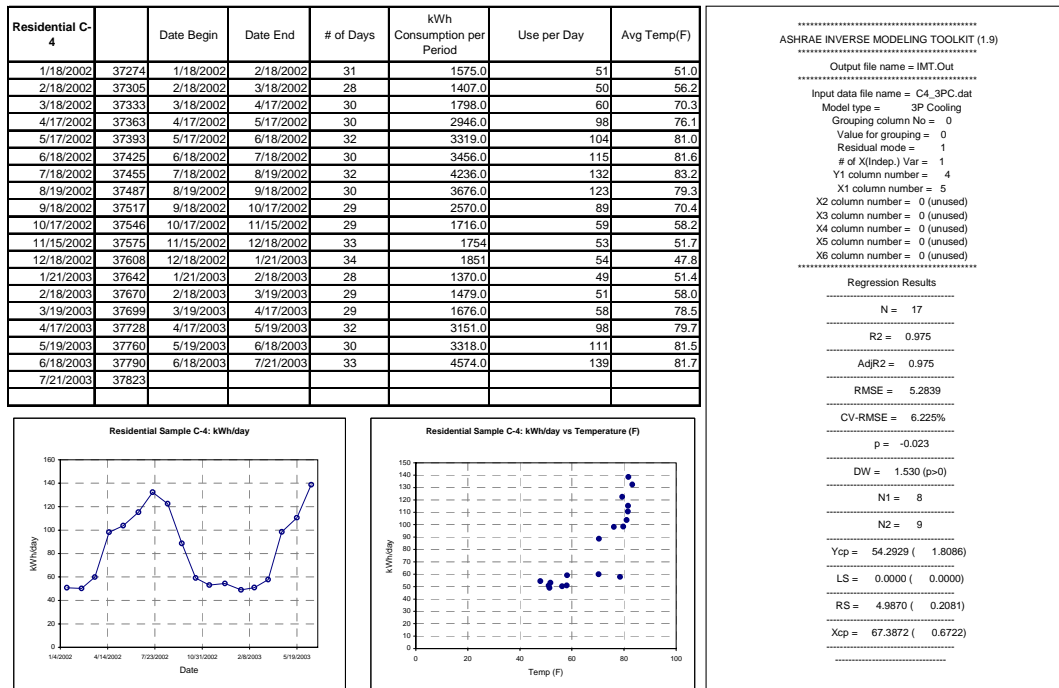 Residential C-4 Date Begin Date End # of Days kWh Consumption per Period Use per Day Avg Temp(F)
1/18/2002 37274 1/18/2002 2/18/2002 31 1575.0 51 51.0
2/18/2002 37305 2/18/2002 3/18/2002 28 1407.0 50 56.2
3/18/2002 37333 3/18/2002 4/17/2002 30 1798.0 60 70.3
4/17/2002 37363 4/17/2002 5/17/2002 30 2946.0 98 76.1
5/17/2002 37393 5/17/2002 6/18/2002 32 3319.0 104 81.0
6/18/2002 37425 6/18/2002 7/18/2002 30 3456.0 115 81.6
7/18/2002 37455 7/18/2002 8/19/2002 32 4236.0 132 83.2
8/19/2002 37487 8/19/2002 9/18/2002 30 3676.0 123 79.3
9/18/2002 37517 9/18/2002 10/17/2002 29 2570.0 89 70.4
10/17/2002 37546 10/17/2002 11/15/2002 29 1716.0 59 58.2
11/15/2002 37575 11/15/2002 12/18/2002 33 1754 53 51.7
12/18/2002 37608 12/18/2002 1/21/2003 34 1851 54 47.8
1/21/2003 37642 1/21/2003 2/18/2003 28 1370.0 49 51.4
2/18/2003 37670 2/18/2003 3/19/2003 29 1479.0 51 58.0
3/19/2003 37699 3/19/2003 4/17/2003 29 1676.0 58 78.5
4/17/2003 37728 4/17/2003 5/19/2003 32 3151.0 98 79.7
5/19/2003 37760 5/19/2003 6/18/2003 30 3318.0 111 81.5
6/18/2003 37790 6/18/2003 7/21/2003 33 4574.0 139 81.7
7/21/2003 37823
Residential Sample C-4: kWh/day
160
140
120
100
80
60
40
20
0
kWh/day
1/4/2002 4/14/2002 7/23/2002 10/31/2002 2/8/2003 5/19/2003
Date
Residential Sample C-4: kWh/day vs Temperature (F)
150
140
130
120
110
100
90
80
70
60
50
40
30
20
10
0
kWh/day
0 20 40 60 80 100
Temp (F)
********************************************
ASHRAE INVERSE MODELING TOOLKIT (1.9)
********************************************
Output file name = IMT.Out
********************************************
Input data file name = C4_3PC.dat
Model type = 3P Cooling
Grouping column No = 0
Value for grouping = 0
Residual mode = 1
# of X(Indep.) Var = 1
Y1 column number = 4
X1 column number = 5
X2 column number = 0 (unused)
X3 column number = 0 (unused)
X4 column number = 0 (unused)
X5 column number = 0 (unused)
X6 column number = 0 (unused)
********************************************
Regression Results
--------------------------------------
N = 17
--------------------------------------
R2 = 0.975
--------------------------------------
AdjR2 = 0.975
--------------------------------------
RMSE = 5.2839
--------------------------------------
CV-RMSE = 6.225%
--------------------------------------
p = -0.023
--------------------------------------
DW = 1.530 (p>0)
--------------------------------------
N1 = 8
--------------------------------------
N2 = 9
--------------------------------------
Ycp = 54.2929 ( 1.8086)
--------------------------------------
LS = 0.0000 ( 0.0000)
--------------------------------------
RS = 4.9870 ( 0.2081)
--------------------------------------
Xcp = 67.3872 ( 0.6722)
--------------------------------------
---------------------------------